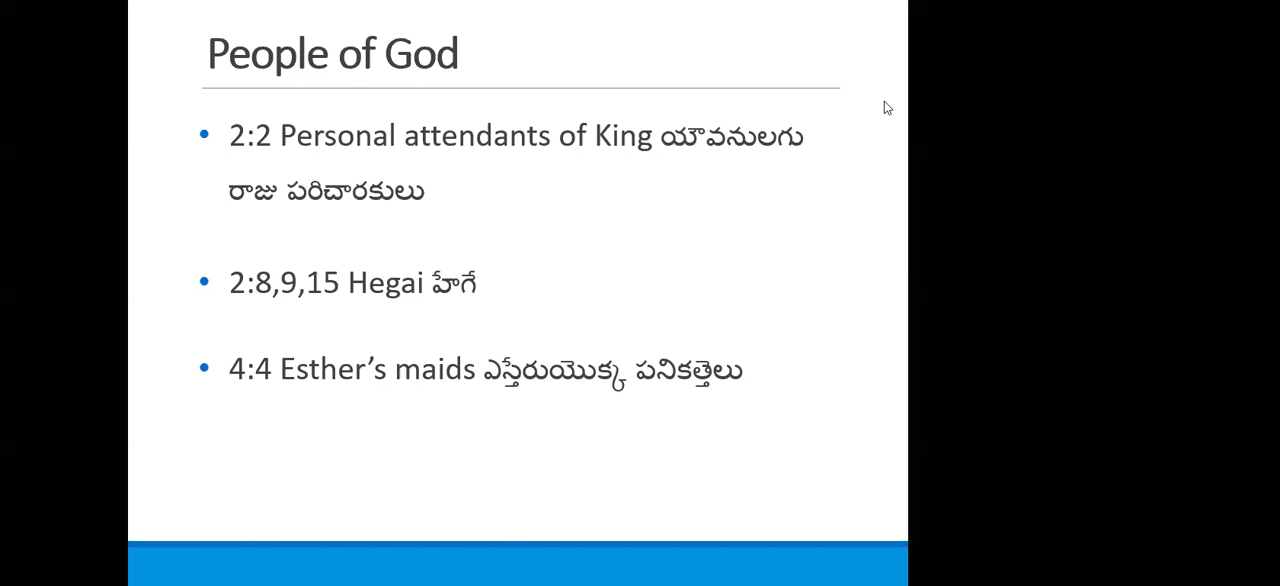 People of God
• 2:2 Personal attendants of King యౌవనులగు
రాజు పరిచారకులు
• 2:8,9,15 Hegai హేగే
• 4:4 Esther’s maids ఎస్తేరుయొక్క పనికత్తెలు